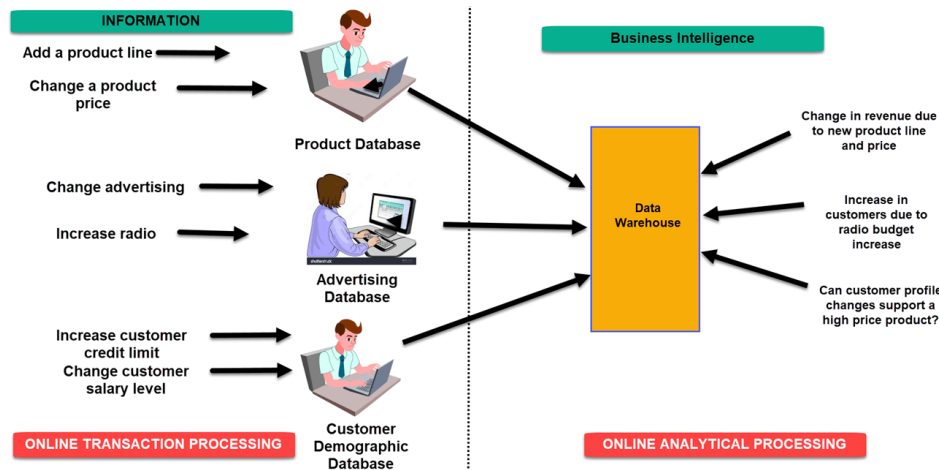 INFORMATION
Add a product line
Change a product
price
Product Database
Change advertising
Increase radio
Advertising
Database
Increase customer
credit limit
Change customer
salary level
Customer
Demographic
Database
ONLINE TRANSACTION PROCESSING
Business Intelligence
Data
Warehouse
Change in revenue due
to new product line
and price
Increase in
customers due to
radio budget
increase
Can customer profile
changes support a
high price product?
ONLINE ANALYTICAL PROCESSING